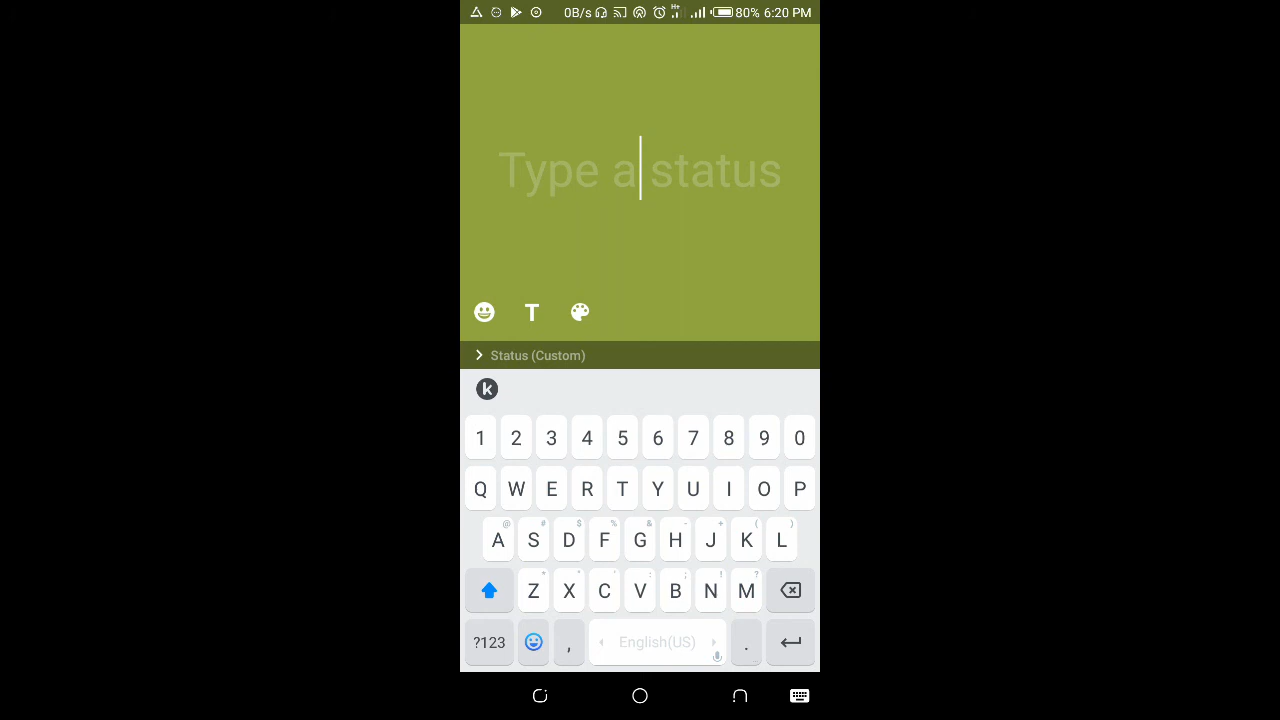 0B/s H+ 80% 6:20 PM
Type a status
T
Status (Custom)
k
1 2 3 4 5 6 7 8 9 0
Q W E R T Y U I O P
@ # $ % & - + ( )
A S D F G H J K L
* " ' : ; ! ?
Z X C V B N M
?123 , English(US) .